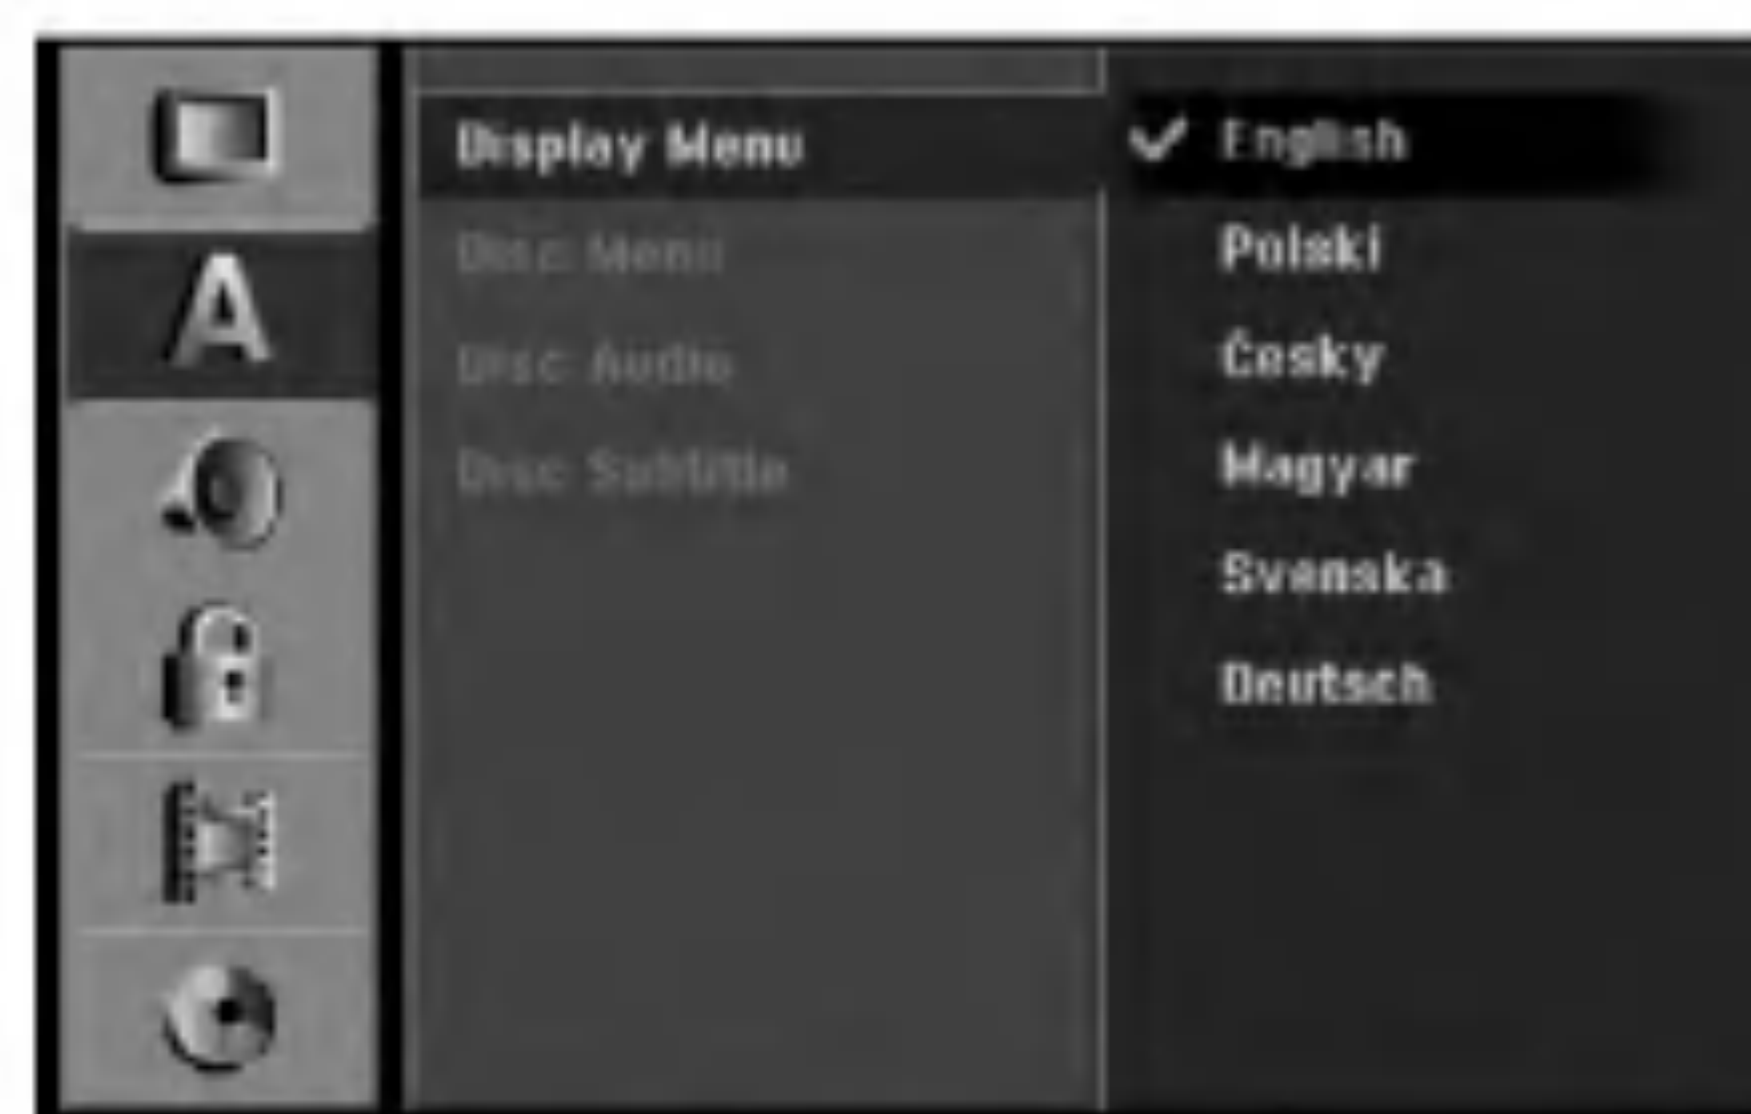 A
Display Menu
Disc Menu
Disc Audio
Disc Subtitle
✓ English
Polski
Česky
Magyar
Svenska
Deutsch